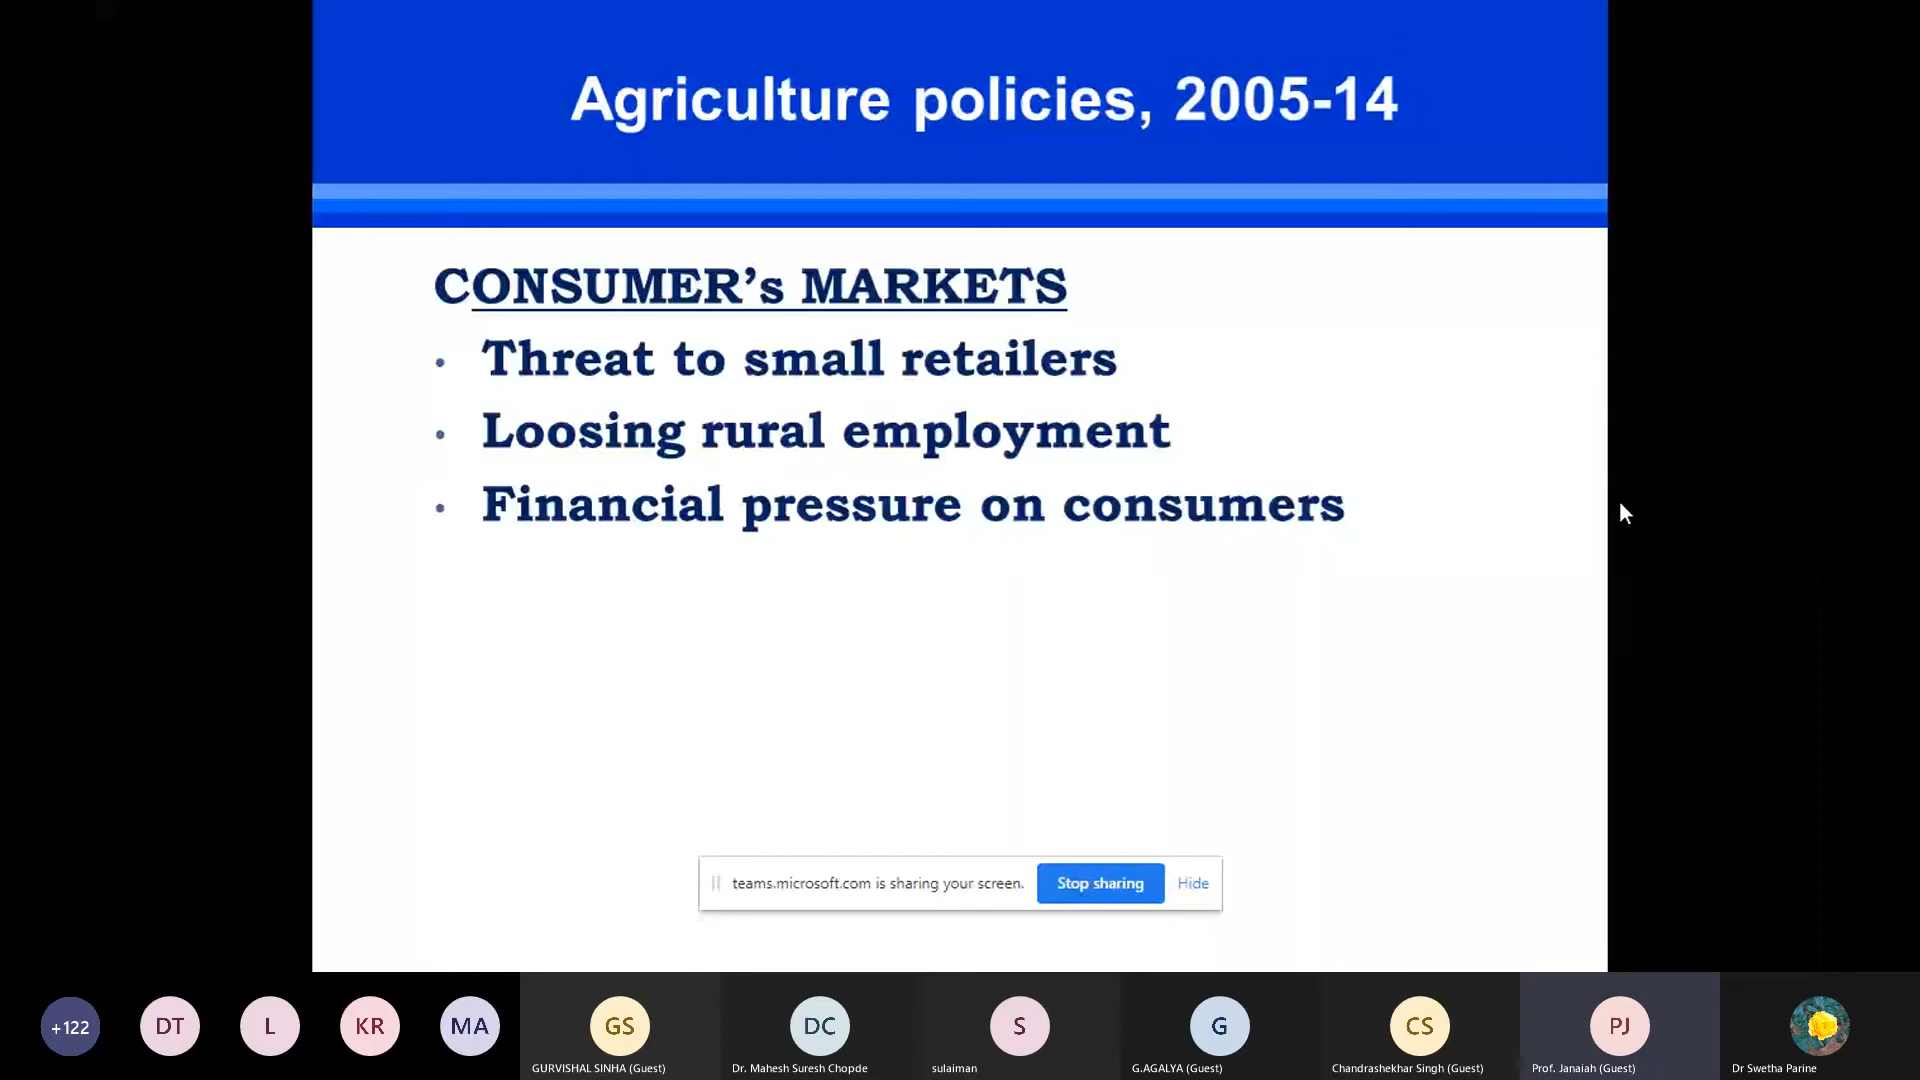 Agriculture policies, 2005-14
CONSUMER’s MARKETS
• Threat to small retailers
• Loosing rural employment
• Financial pressure on consumers
teams.microsoft.com is sharing your screen. Stop sharing Hide
+122 DT L KR MA GS DC S G CS PJ
GURVISHAL SINHA (Guest) Dr. Mahesh Suresh Chopde sulaiman G.AGALYA (Guest) Chandrashekhar Singh (Guest) Prof. Janaiah (Guest) Dr Swetha Parine